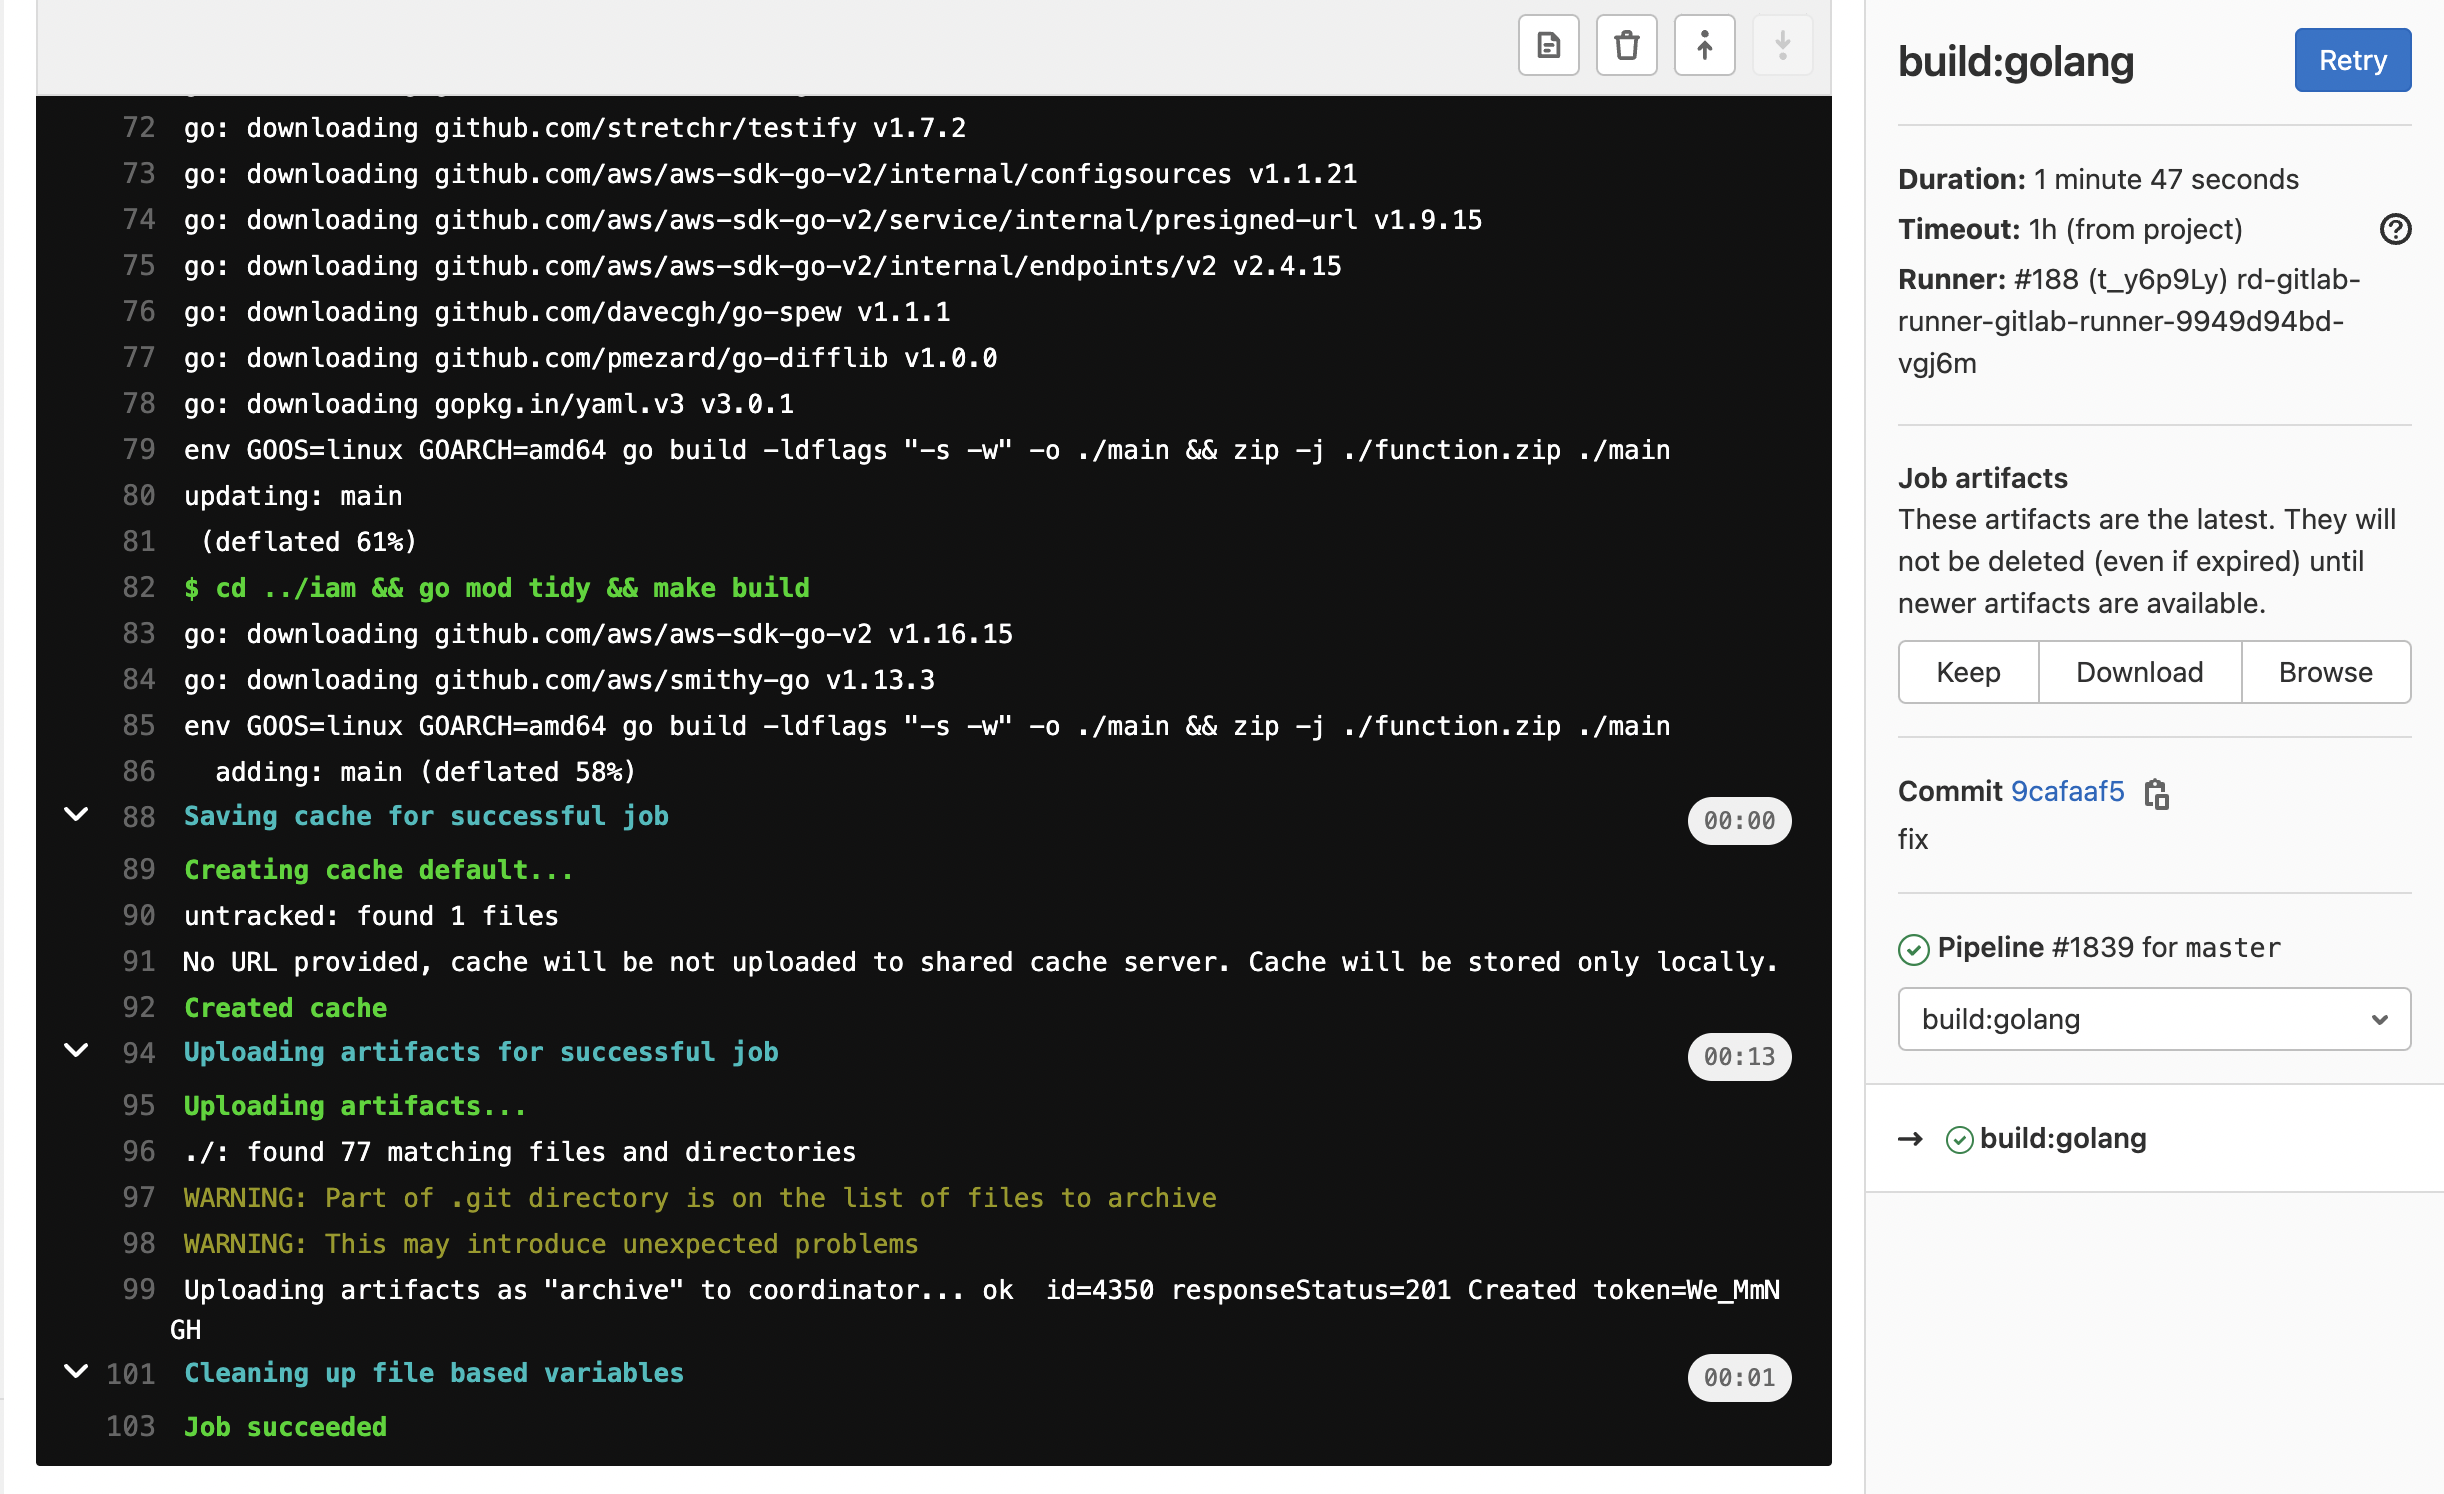 72 go: downloading github.com/stretchr/testify v1.7.2
73 go: downloading github.com/aws/aws-sdk-go-v2/internal/configsources v1.1.21
74 go: downloading github.com/aws/aws-sdk-go-v2/service/internal/presigned-url v1.9.15
75 go: downloading github.com/aws/aws-sdk-go-v2/internal/endpoints/v2 v2.4.15
76 go: downloading github.com/davecgh/go-spew v1.1.1
77 go: downloading github.com/pmezard/go-difflib v1.0.0
78 go: downloading gopkg.in/yaml.v3 v3.0.1
79 env GOOS=linux GOARCH=amd64 go build -ldflags "-s -w" -o ./main && zip -j ./function.zip ./main
80 updating: main
81 (deflated 61%)
82 $ cd ../iam && go mod tidy && make build
83 go: downloading github.com/aws/aws-sdk-go-v2 v1.16.15
84 go: downloading github.com/aws/smithy-go v1.13.3
85 env GOOS=linux GOARCH=amd64 go build -ldflags "-s -w" -o ./main && zip -j ./function.zip ./main
86 adding: main (deflated 58%)
88 Saving cache for successful job 00:00
89 Creating cache default...
90 untracked: found 1 files
91 No URL provided, cache will be not uploaded to shared cache server. Cache will be stored only locally.
92 Created cache
94 Uploading artifacts for successful job 00:13
95 Uploading artifacts...
96 ./: found 77 matching files and directories
97 WARNING: Part of .git directory is on the list of files to archive
98 WARNING: This may introduce unexpected problems
99 Uploading artifacts as "archive" to coordinator... ok id=4350 responseStatus=201 Created token=We_MmN
GH
101 Cleaning up file based variables 00:01
103 Job succeeded
build:golang
Retry
Duration: 1 minute 47 seconds
Timeout: 1h (from project)
Runner: #188 (t_y6p9Ly) rd-gitlab-
runner-gitlab-runner-9949d94bd-
vgj6m
Job artifacts
These artifacts are the latest. They will
not be deleted (even if expired) until
newer artifacts are available.
Keep Download Browse
Commit 9cafaaf5
fix
Pipeline #1839 for master
build:golang
→ build:golang